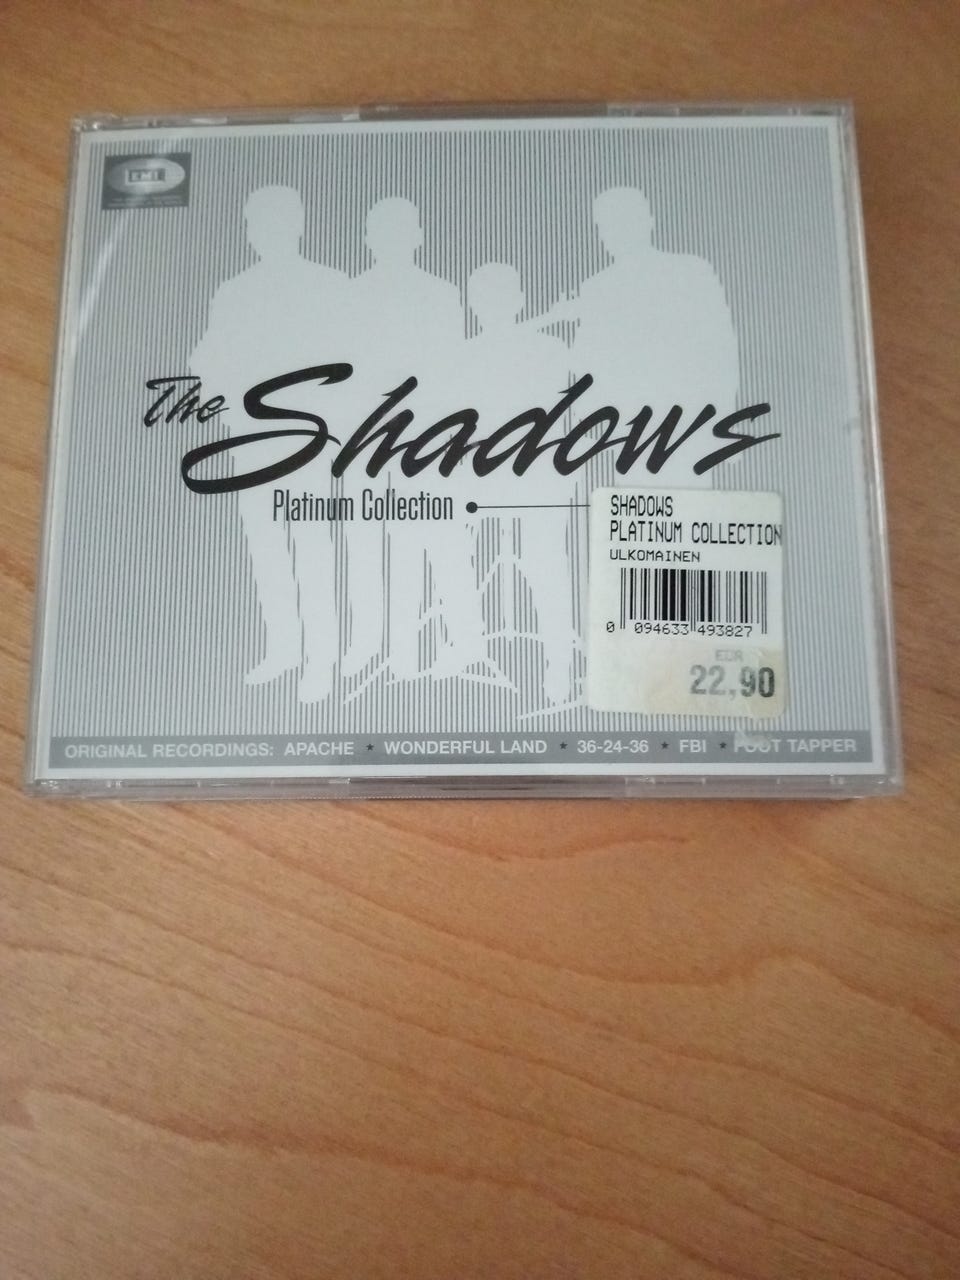 EMI
The Shadows
Platinum Collection
SHADOWS
PLATINUM COLLECTION
ULKOMAINEN
0 094633 493827
EUR
22,90
ORIGINAL RECORDINGS: APACHE ★ WONDERFUL LAND ★ 36-24-36 ★ FBI ★ FOOT TAPPER